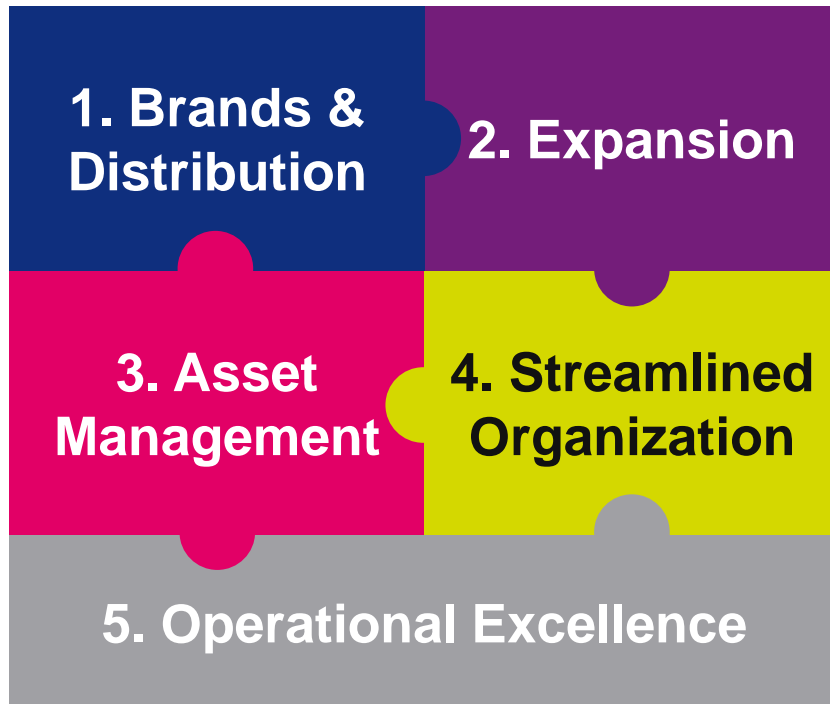 1. Brands &
Distribution
2. Expansion
3. Asset
Management
4. Streamlined
Organization
5. Operational Excellence